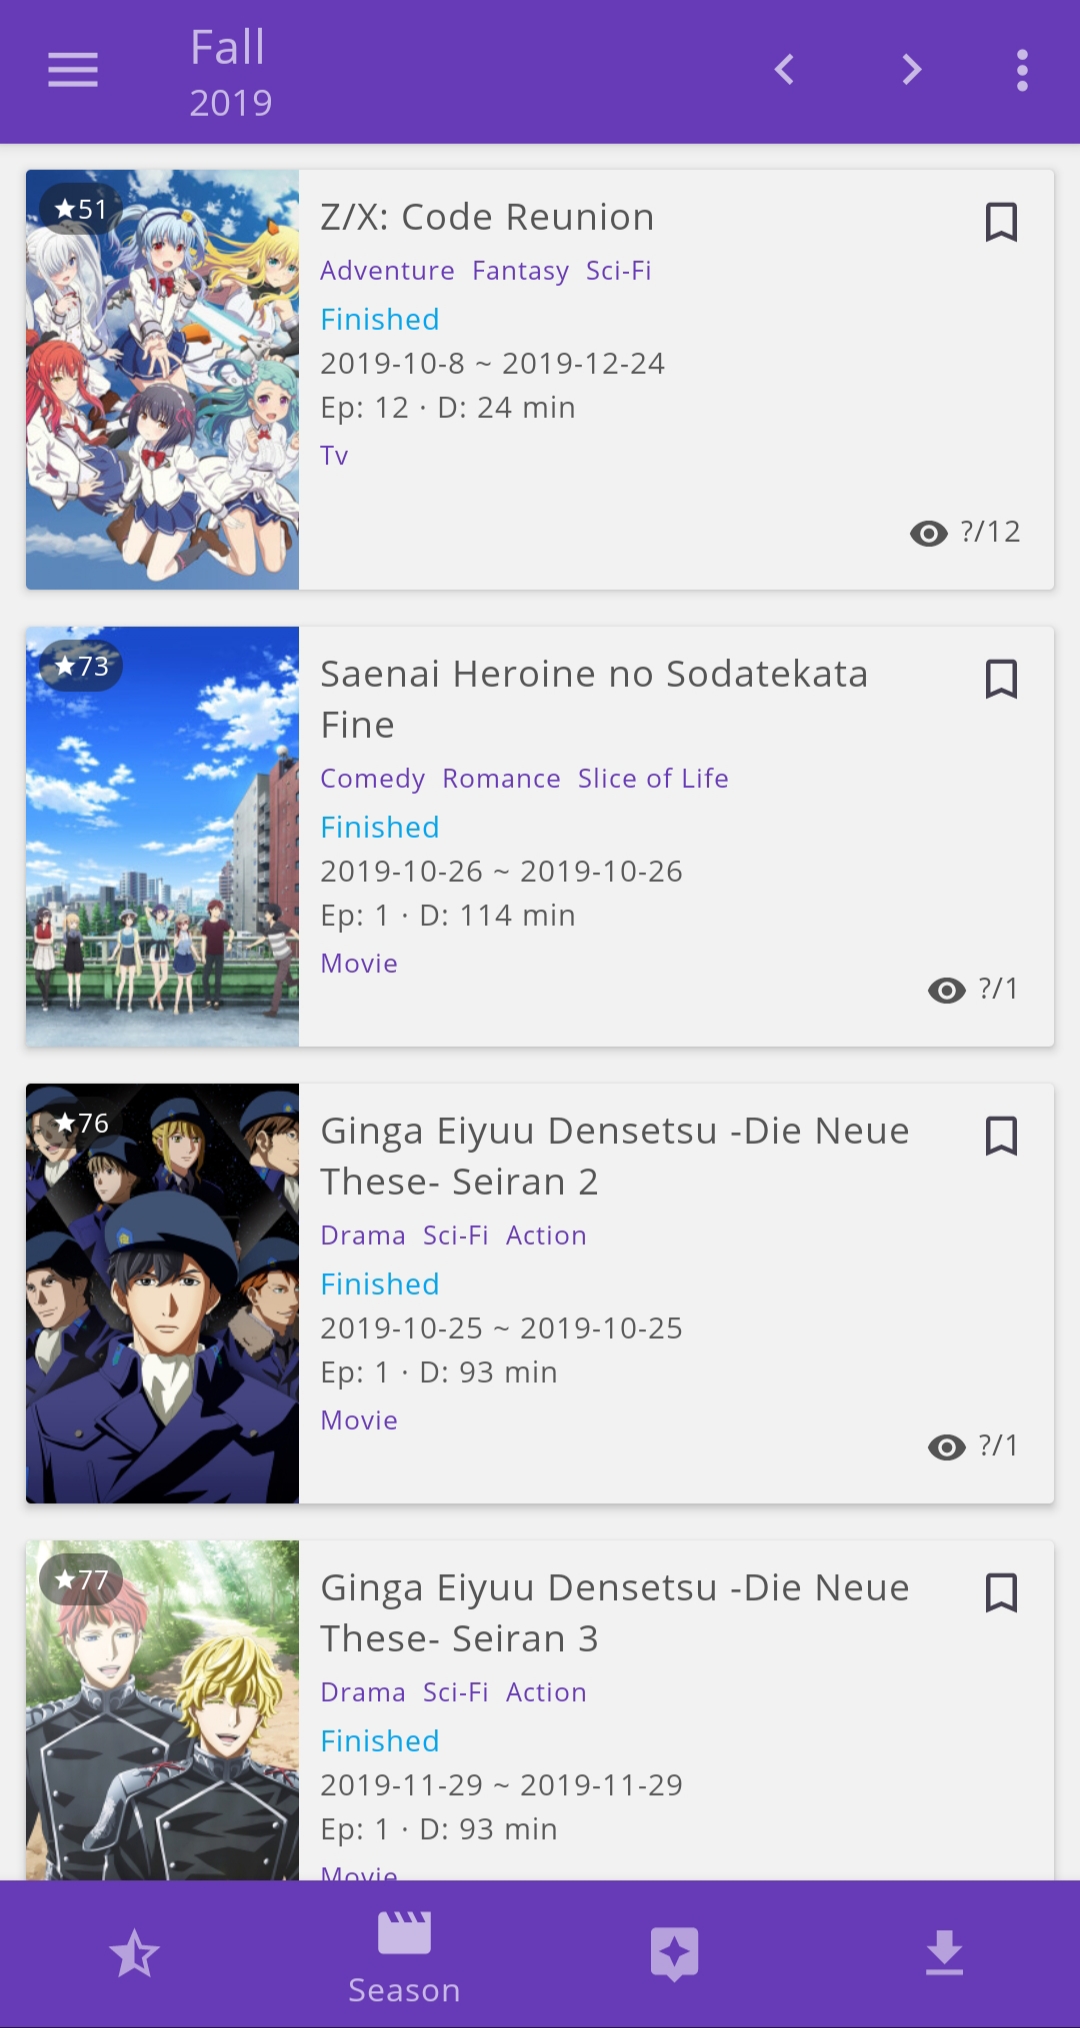 Fall
2019
★51
Z/X: Code Reunion
Adventure Fantasy Sci-Fi
Finished
2019-10-8 ~ 2019-12-24
Ep: 12 · D: 24 min
Tv
?/12
★73
Saenai Heroine no Sodatekata
Fine
Comedy Romance Slice of Life
Finished
2019-10-26 ~ 2019-10-26
Ep: 1 · D: 114 min
Movie
?/1
★76
Ginga Eiyuu Densetsu -Die Neue
These- Seiran 2
Drama Sci-Fi Action
Finished
2019-10-25 ~ 2019-10-25
Ep: 1 · D: 93 min
Movie
?/1
★77
Ginga Eiyuu Densetsu -Die Neue
These- Seiran 3
Drama Sci-Fi Action
Finished
2019-11-29 ~ 2019-11-29
Ep: 1 · D: 93 min
Movie
Season